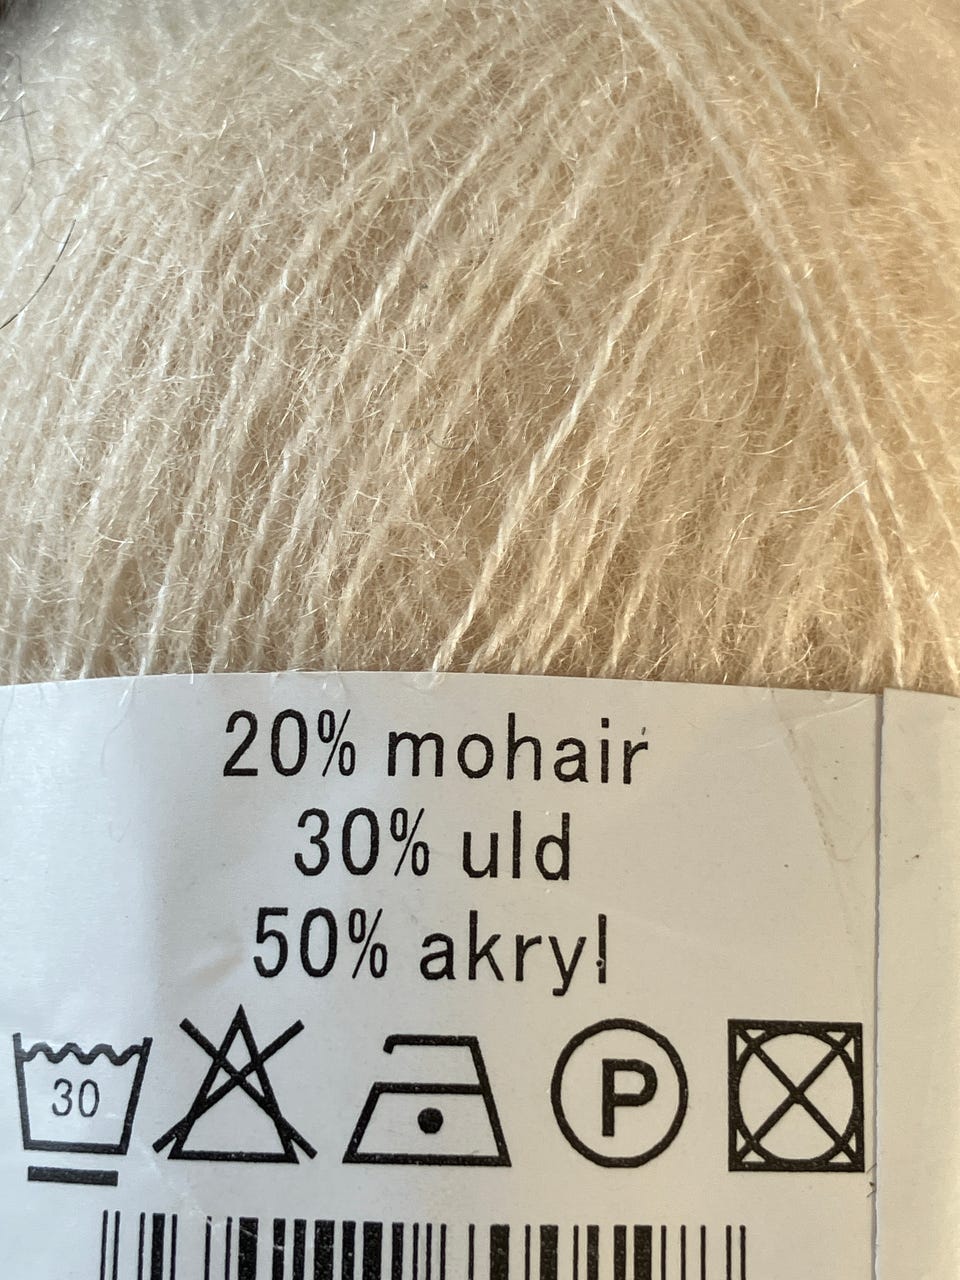 20% mohair
30% uld
50% akryl
30 P